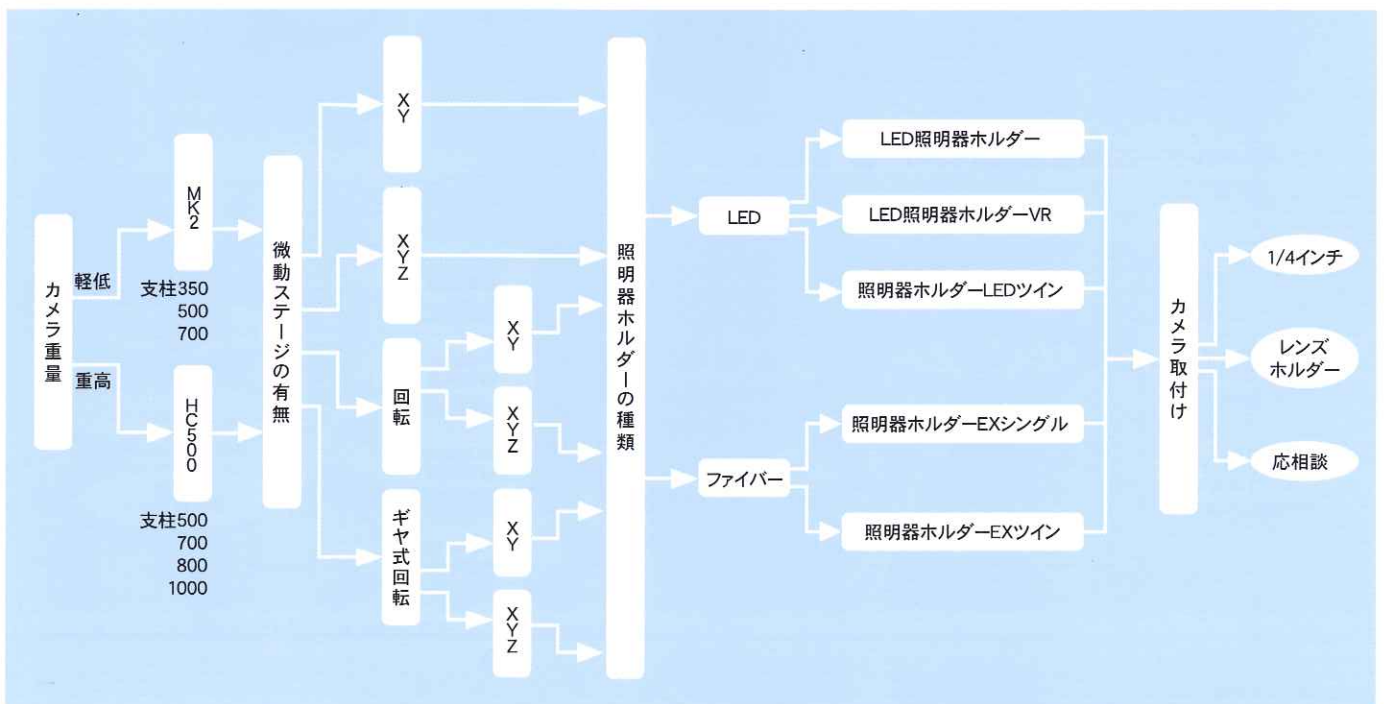 カメラ重量
軽低
重高
MK2
支柱350
500
700
HC500
支柱500
700
800
1000
微動ステージの有無
XY
XYZ
回転
XY
XYZ
ギヤ式回転
XY
XYZ
照明器ホルダーの種類
LED
LED照明器ホルダー
LED照明器ホルダーVR
照明器ホルダーLEDツイン
ファイバー
照明器ホルダーEXシングル
照明器ホルダーEXツイン
カメラ取付け
1/4インチ
レンズ
ホルダー
応相談